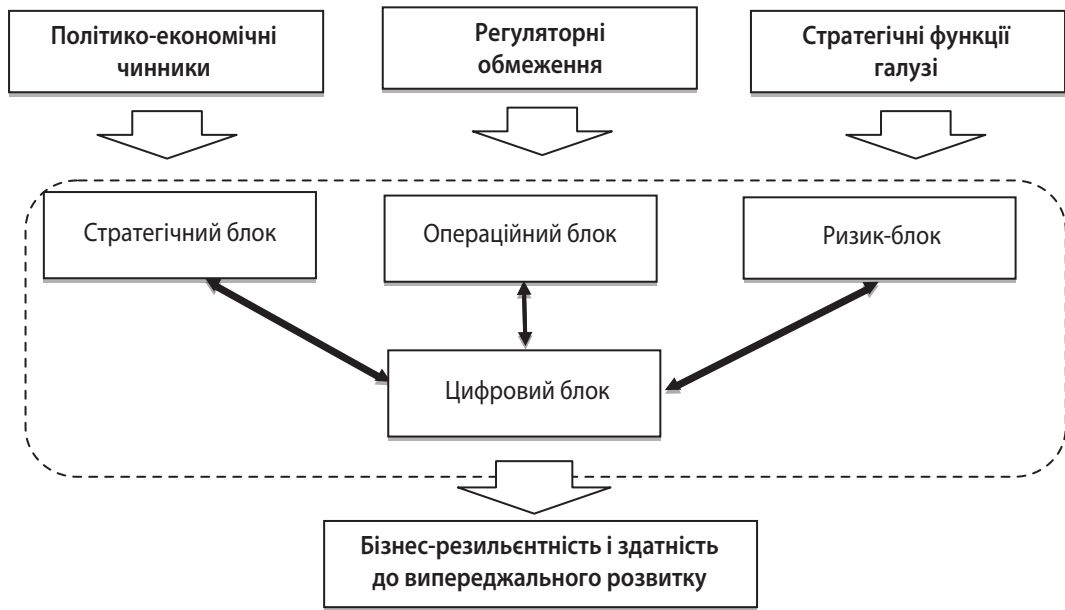 Політико-економічні
чинники
Регуляторні
обмеження
Стратегічні функції
галузі
Стратегічний блок
Операційний блок
Ризик-блок
Цифровий блок
Бізнес-резильєнтність і здатність
до випереджального розвитку